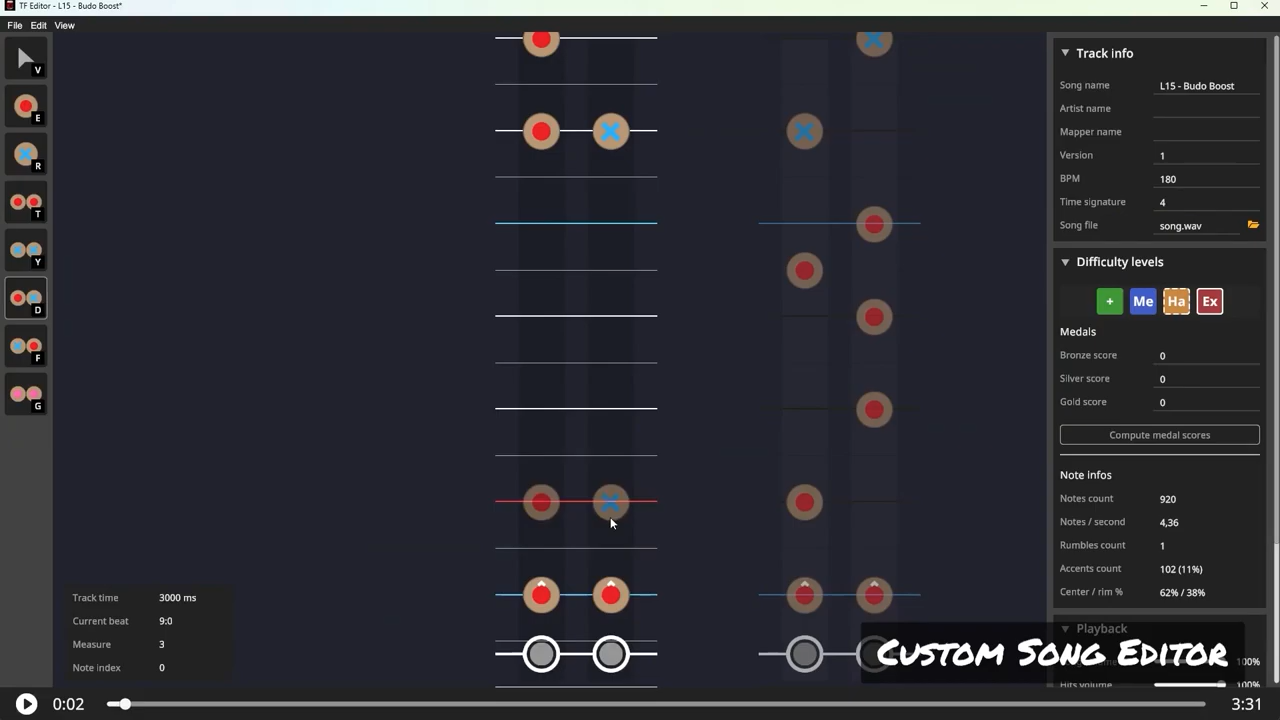 TF Editor - L15 - Budo Boost*
File Edit View
V
E
R
T
Y
D
F
G
Track time 3000 ms
Current beat 9:0
Measure 3
Note index 0
Track info
Song name L15 - Budo Boost
Artist name
Mapper name
Version 1
BPM 180
Time signature 4
Song file song.wav
Difficulty levels
+ Me Ha Ex
Medals
Bronze score 0
Silver score 0
Gold score 0
Compute medal scores
Note infos
Notes count 920
Notes / second 4,36
Rumbles count 1
Accents count 102 (11%)
Center / rim % 62% / 38%
Playback
100%
Hits volume 100%
Custom Song Editor
0:02
3:31